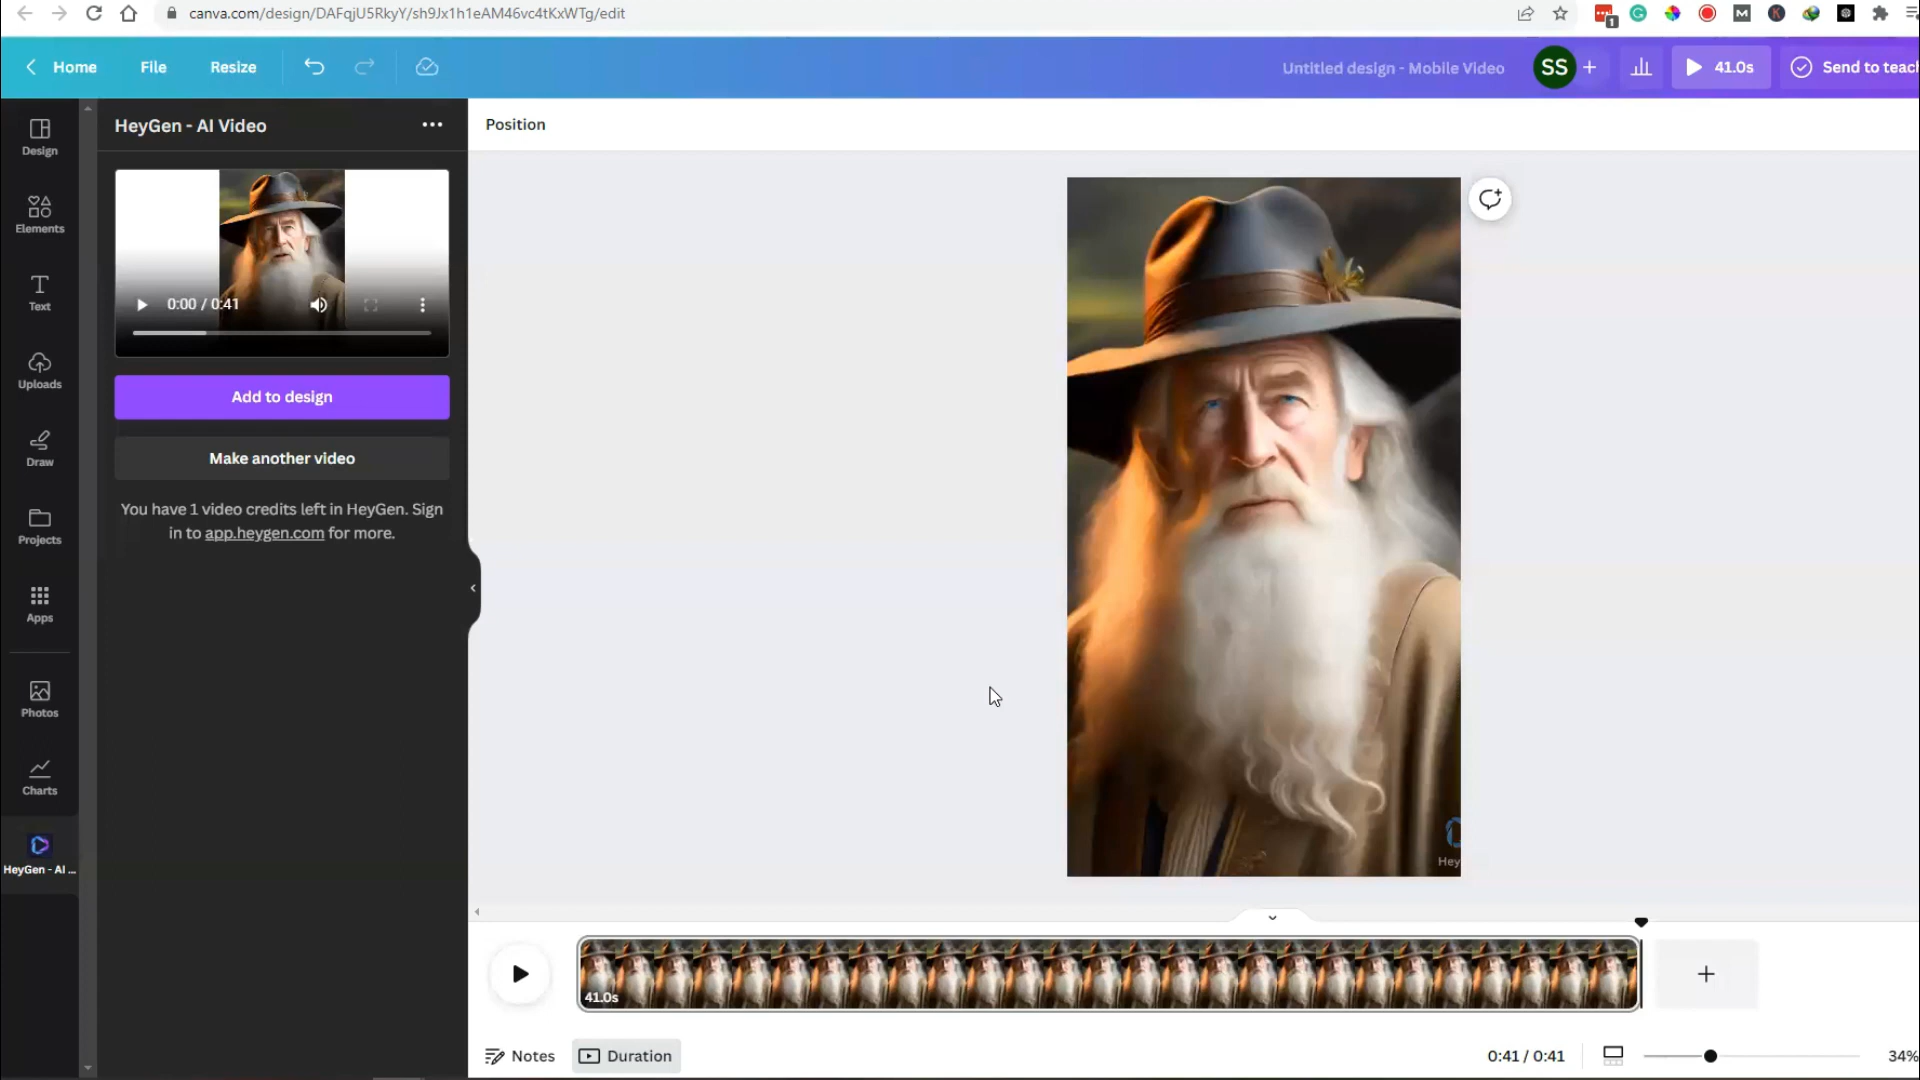 canva.com/design/DAFqjU5RkyY/sh9Jx1h1eAM46vc4tKxWTg/edit
1
M
K
Home
File
Resize
Untitled design - Mobile Video
SS
+
41.0s
Send to teach
Design
Elements
Text
Uploads
Draw
Projects
Apps
Photos
Charts
HeyGen - AI ...
HeyGen - AI Video
0:00 / 0:41
Add to design
Make another video
You have 1 video credits left in HeyGen. Sign
in to app.heygen.com for more.
Position
Hey
41.0s
Notes
Duration
0:41 / 0:41
34%